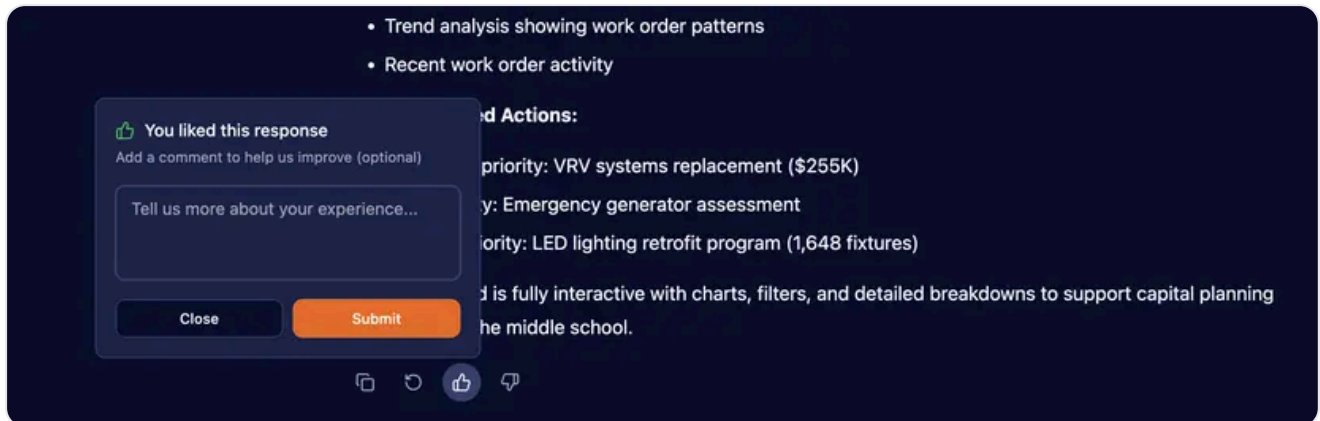 • Trend analysis showing work order patterns
• Recent work order activity
You liked this response
Add a comment to help us improve (optional)
Tell us more about your experience...
Close
Submit
Actions:
priority: VRV systems replacement ($255K)
Emergency generator assessment
LED lighting retrofit program (1,648 fixtures)
is fully interactive with charts, filters, and detailed breakdowns to support capital planning
middle school.